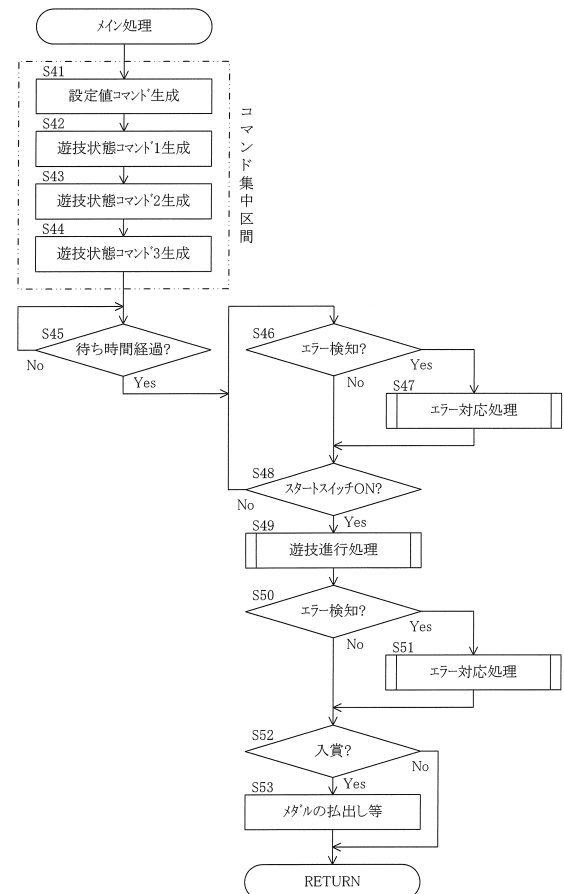 メイン処理
S41
設定値コマンド生成
S42
遊技状態コマンド1生成
S43
遊技状態コマンド2生成
S44
遊技状態コマンド3生成
コマンド集中区間
S45
待ち時間経過?
No
Yes
S46
エラー検知?
Yes
No
S47
エラー対応処理
S48
スタートスイッチON?
No
Yes
S49
遊技進行処理
S50
エラー検知?
Yes
No
S51
エラー対応処理
S52
入賞?
No
Yes
S53
メダルの払出し等
RETURN